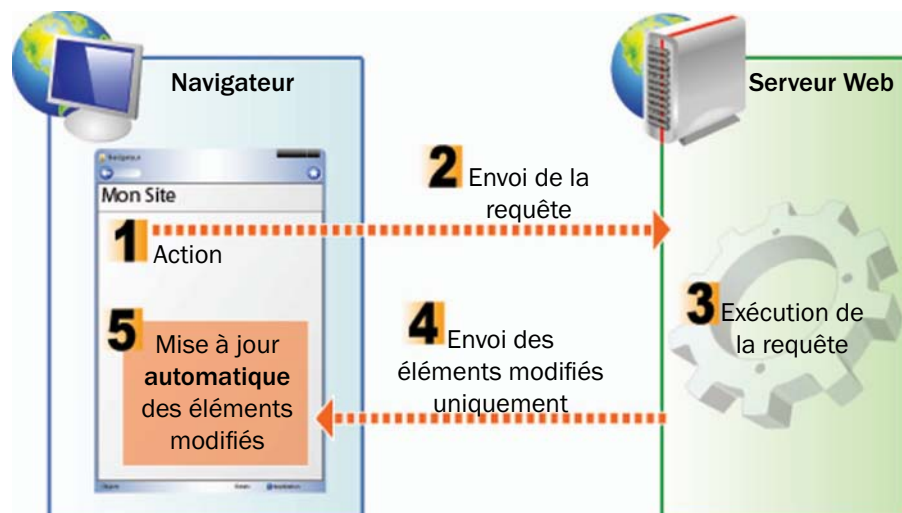 Navigateur
Serveur Web
Navigateur
Mon Site
1
Action
2
Envoi de la
requête
3
Exécution de
la requête
4
Envoi des
éléments modifiés
uniquement
5
Mise à jour
automatique
des éléments
modifiés